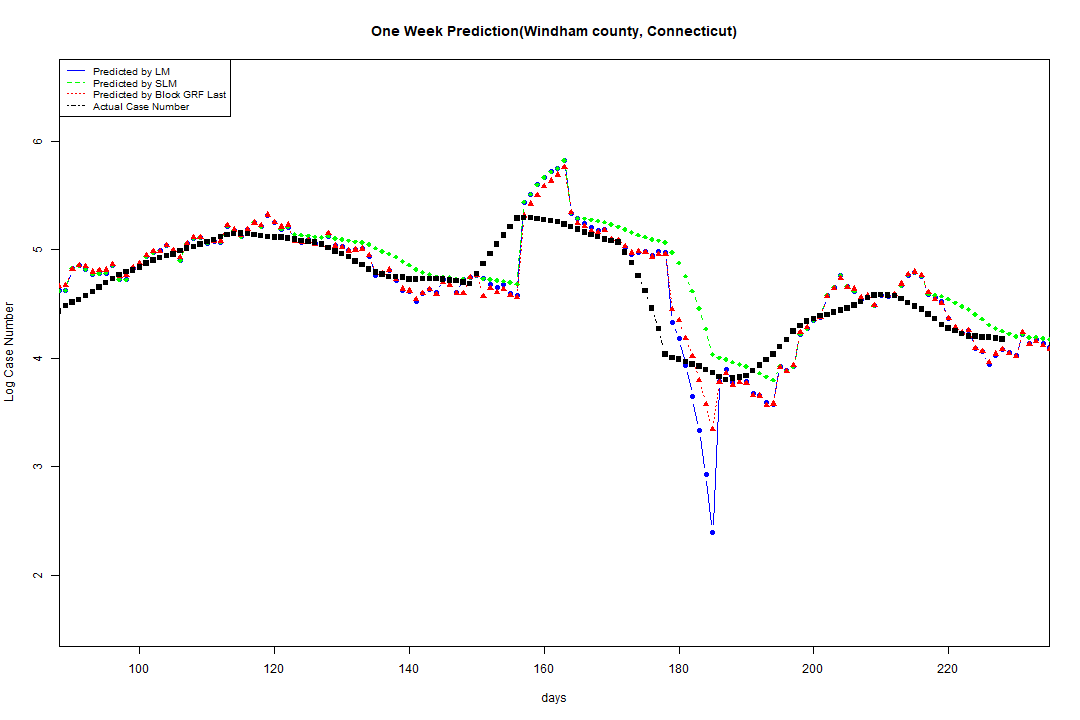 One Week Prediction(Windham county, Connecticut)
Predicted by LM
Predicted by SLM
Predicted by Block GRF Last
Actual Case Number
6
5
4
3
2
Log Case Number
100 120 140 160 180 200 220
days